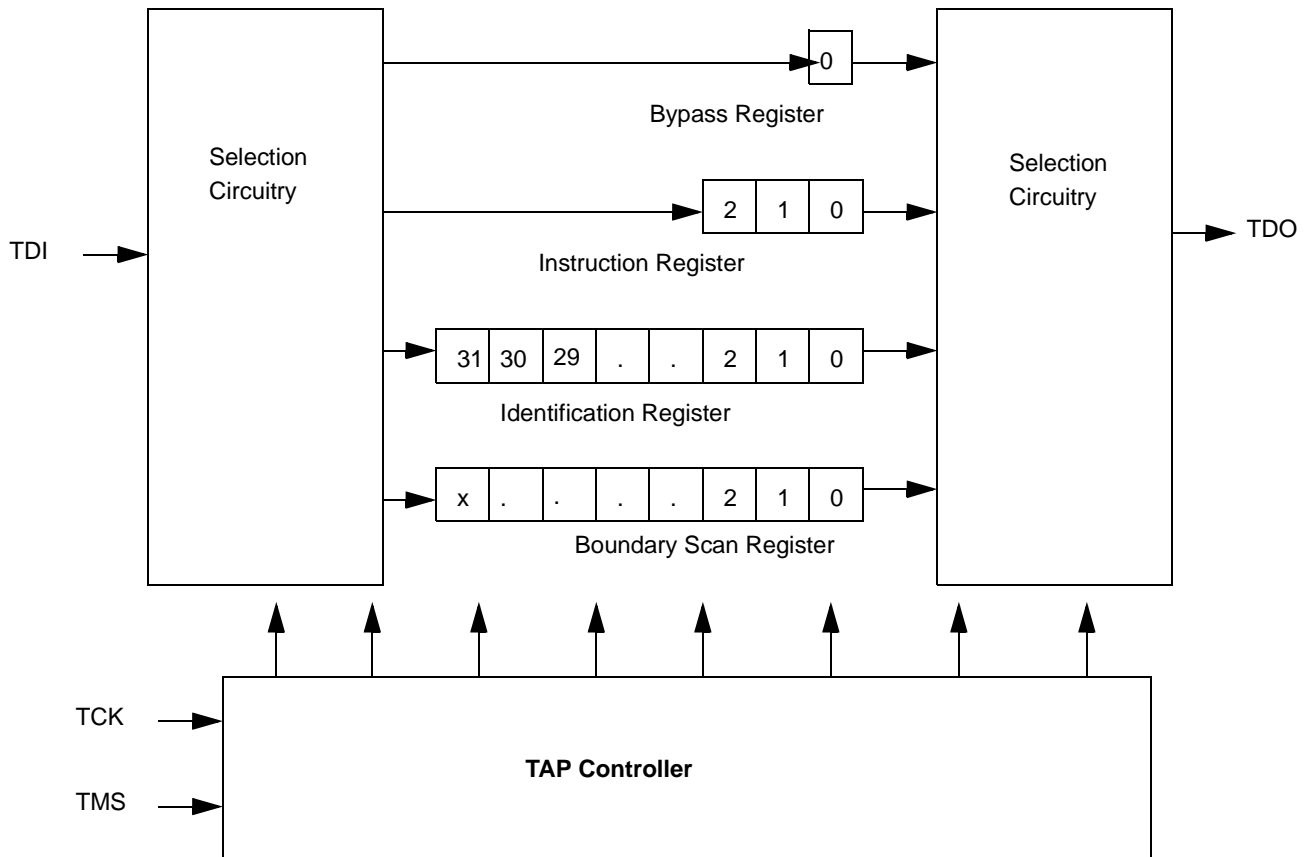 0
Bypass Register
Selection
Circuitry
Selection
Circuitry
2 1 0
TDI
TDO
Instruction Register
31 30 29 . . 2 1 0
Identification Register
x . . . . 2 1 0
Boundary Scan Register
TCK
TAP Controller
TMS